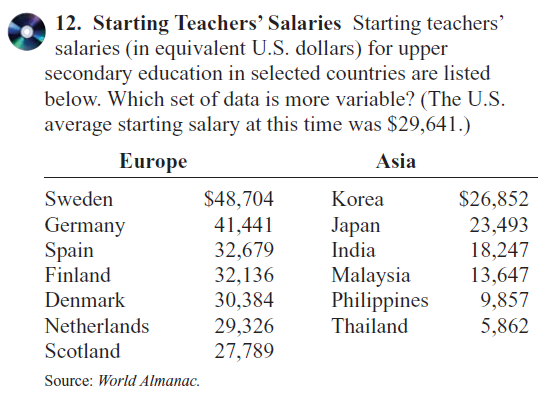 12. Starting Teachers’ Salaries Starting teachers’
salaries (in equivalent U.S. dollars) for upper
secondary education in selected countries are listed
below. Which set of data is more variable? (The U.S.
average starting salary at this time was $29,641.)
Europe Asia
Sweden $48,704 Korea $26,852
Germany 41,441 Japan 23,493
Spain 32,679 India 18,247
Finland 32,136 Malaysia 13,647
Denmark 30,384 Philippines 9,857
Netherlands 29,326 Thailand 5,862
Scotland 27,789
Source: World Almanac.